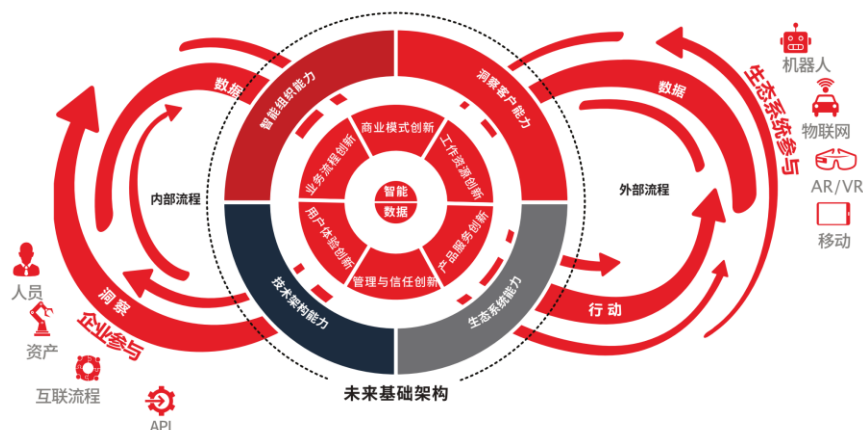 机器人
物联网
AR/VR
移动
生态系统参与
数据
数据
智能组织能力
洞察客户能力
商业模式创新
业务流程创新
工作资源创新
智能
数据
用户体验创新
产品服务创新
管理与信任创新
技术架构能力
生态系统能力
内部流程
外部流程
洞察
行动
企业参与
人员
资产
互联流程
API
未来基础架构